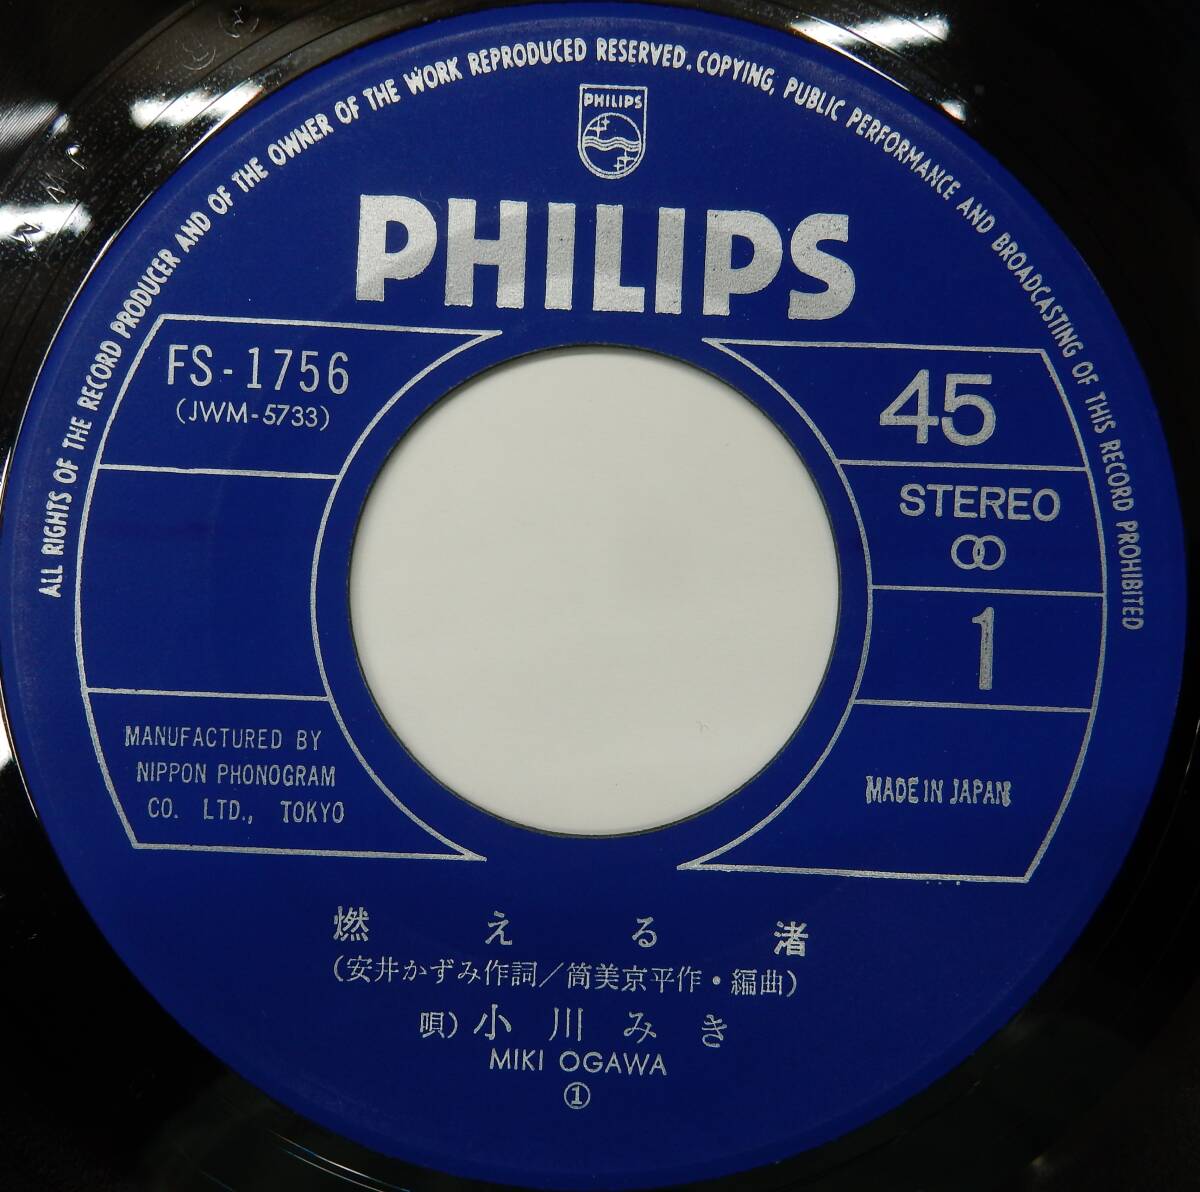 ALL RIGHTS OF THE RECORD PRODUCER AND OF THE OWNER OF THE WORK REPRODUCED RESERVED. COPYING, PUBLIC PERFORMANCE AND BROADCASTING OF THIS RECORD PROHIBITED
PHILIPS
PHILIPS
FS-1756
(JWM-5733)
45
STEREO
1
MANUFACTURED BY
NIPPON PHONOGRAM
CO. LTD., TOKYO
MADE IN JAPAN
燃える渚
(安井かずみ作詞/筒美京平作・編曲)
唄) 小川みき
MIKI OGAWA
①